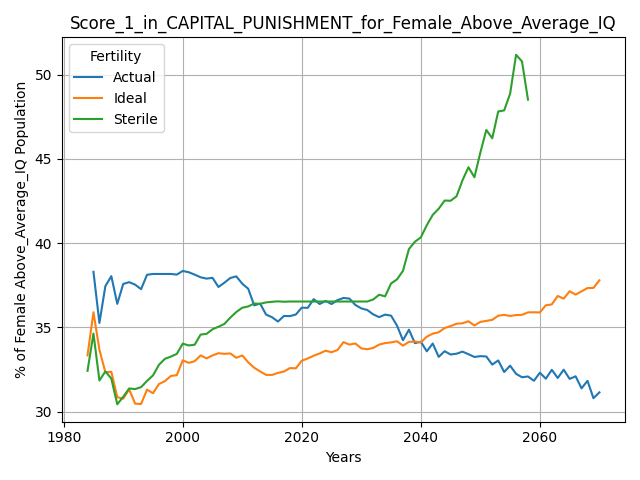 Score_1_in_CAPITAL_PUNISHMENT_for_Female_Above_Average_IQ
Fertility
Actual
Ideal
Sterile
% of Female Above_Average_IQ Population
50
45
40
35
30
1980
2000
2020
2040
2060
Years